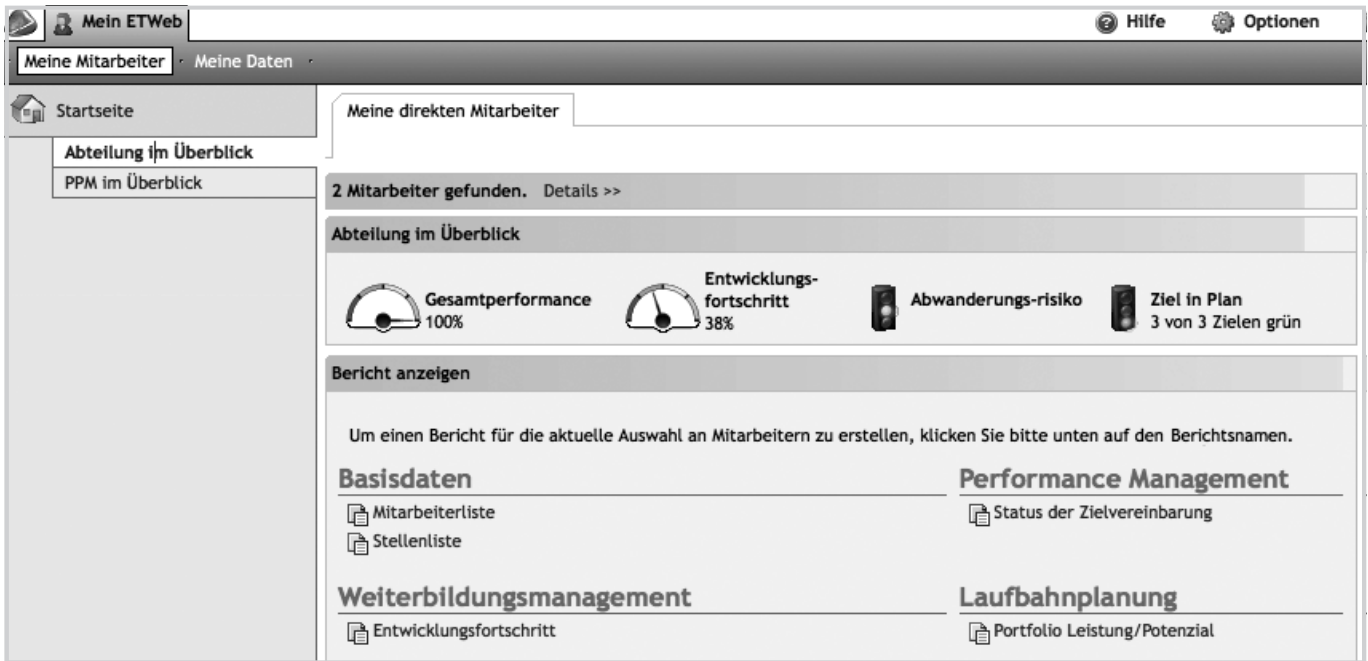 Mein ETWeb
Hilfe
Optionen
Meine Mitarbeiter
Meine Daten
Startseite
Abteilung im Überblick
PPM im Überblick
Meine direkten Mitarbeiter
2 Mitarbeiter gefunden. Details >>
Abteilung im Überblick
Gesamtperformance
100%
Entwicklungs-
fortschritt
38%
Abwanderungs-risiko
Ziel in Plan
3 von 3 Zielen grün
Bericht anzeigen
Um einen Bericht für die aktuelle Auswahl an Mitarbeitern zu erstellen, klicken Sie bitte unten auf den Berichtsnamen.
Basisdaten
Mitarbeiterliste
Stellenliste
Performance Management
Status der Zielvereinbarung
Weiterbildungsmanagement
Entwicklungsfortschritt
Laufbahnplanung
Portfolio Leistung/Potenzial